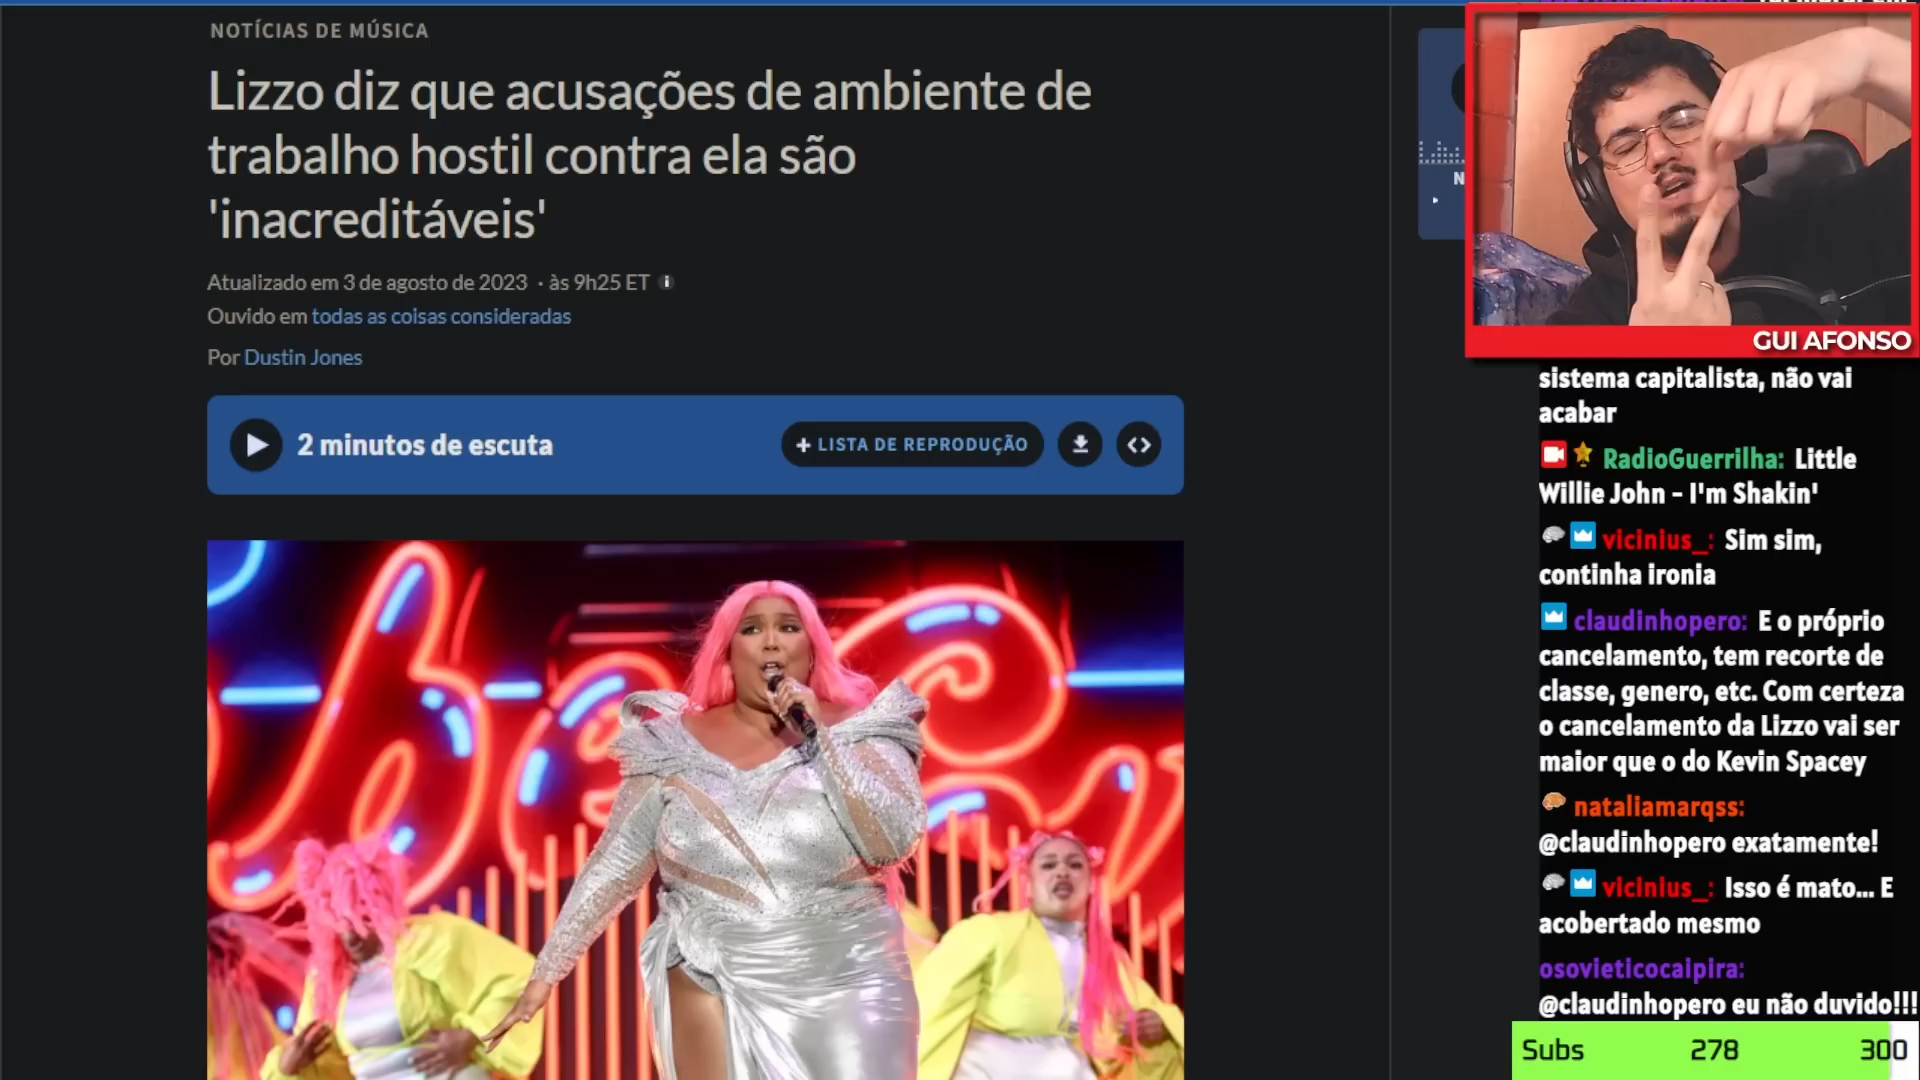 NOTÍCIAS DE MÚSICA
Lizzo diz que acusações de ambiente de
trabalho hostil contra ela são
'inacreditáveis'
Atualizado em 3 de agosto de 2023 · às 9h25 ET
Ouvido em todas as coisas consideradas
Por Dustin Jones
2 minutos de escuta
+ LISTA DE REPRODUÇÃO
N
GUI AFONSO
sistema capitalista, não vai
acabar
RadioGuerrilha: Little
Willie John - I'm Shakin'
vicinius_: Sim sim,
continha ironia
claudinhopero: E o próprio
cancelamento, tem recorte de
classe, genero, etc. Com certeza
o cancelamento da Lizzo vai ser
maior que o do Kevin Spacey
nataliamarqss:
@claudinhopero exatamente!
vicinius_: Isso é mato... E
acobertado mesmo
osovieticocaipira:
@claudinhopero eu não duvido!!!
Subs 278 300